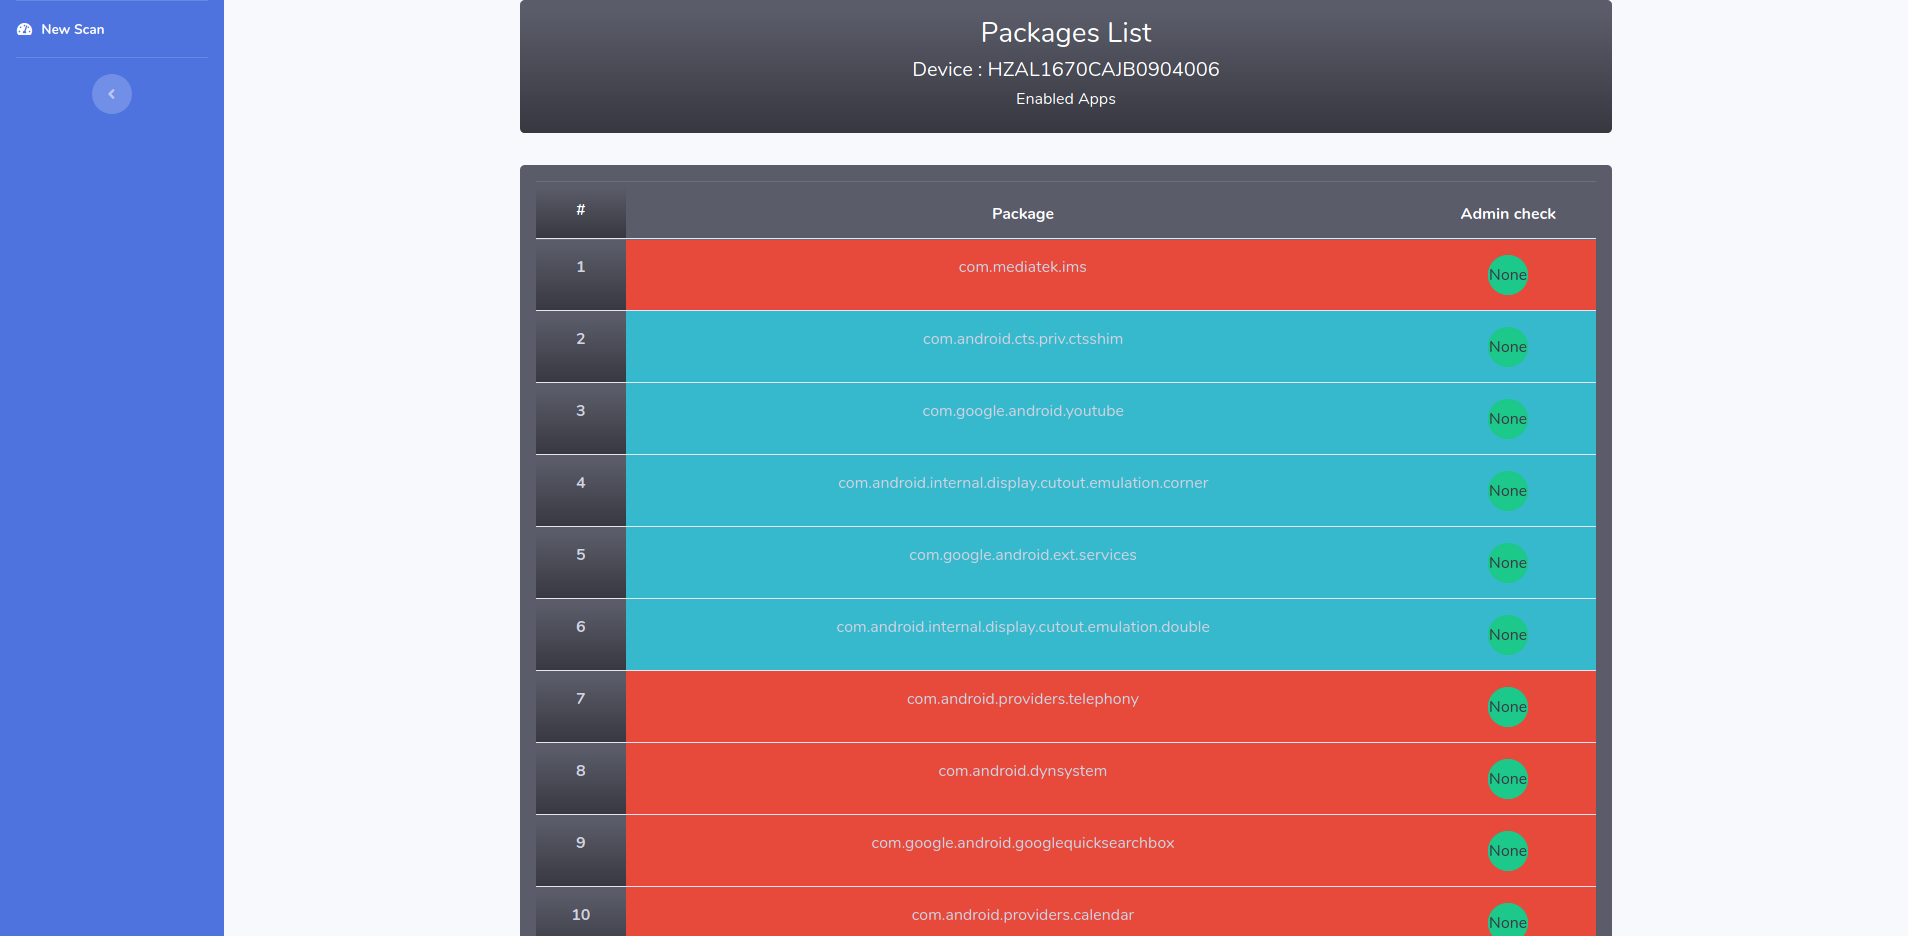 New Scan
Packages List
Device : HZAL1670CAJB0904006
Enabled Apps
# Package Admin check
1 com.mediatek.ims None
2 com.android.cts.priv.ctsshim None
3 com.google.android.youtube None
4 com.android.internal.display.cutout.emulation.corner None
5 com.google.android.ext.services None
6 com.android.internal.display.cutout.emulation.double None
7 com.android.providers.telephony None
8 com.android.dynsystem None
9 com.google.android.googlequicksearchbox None
10 com.android.providers.calendar None